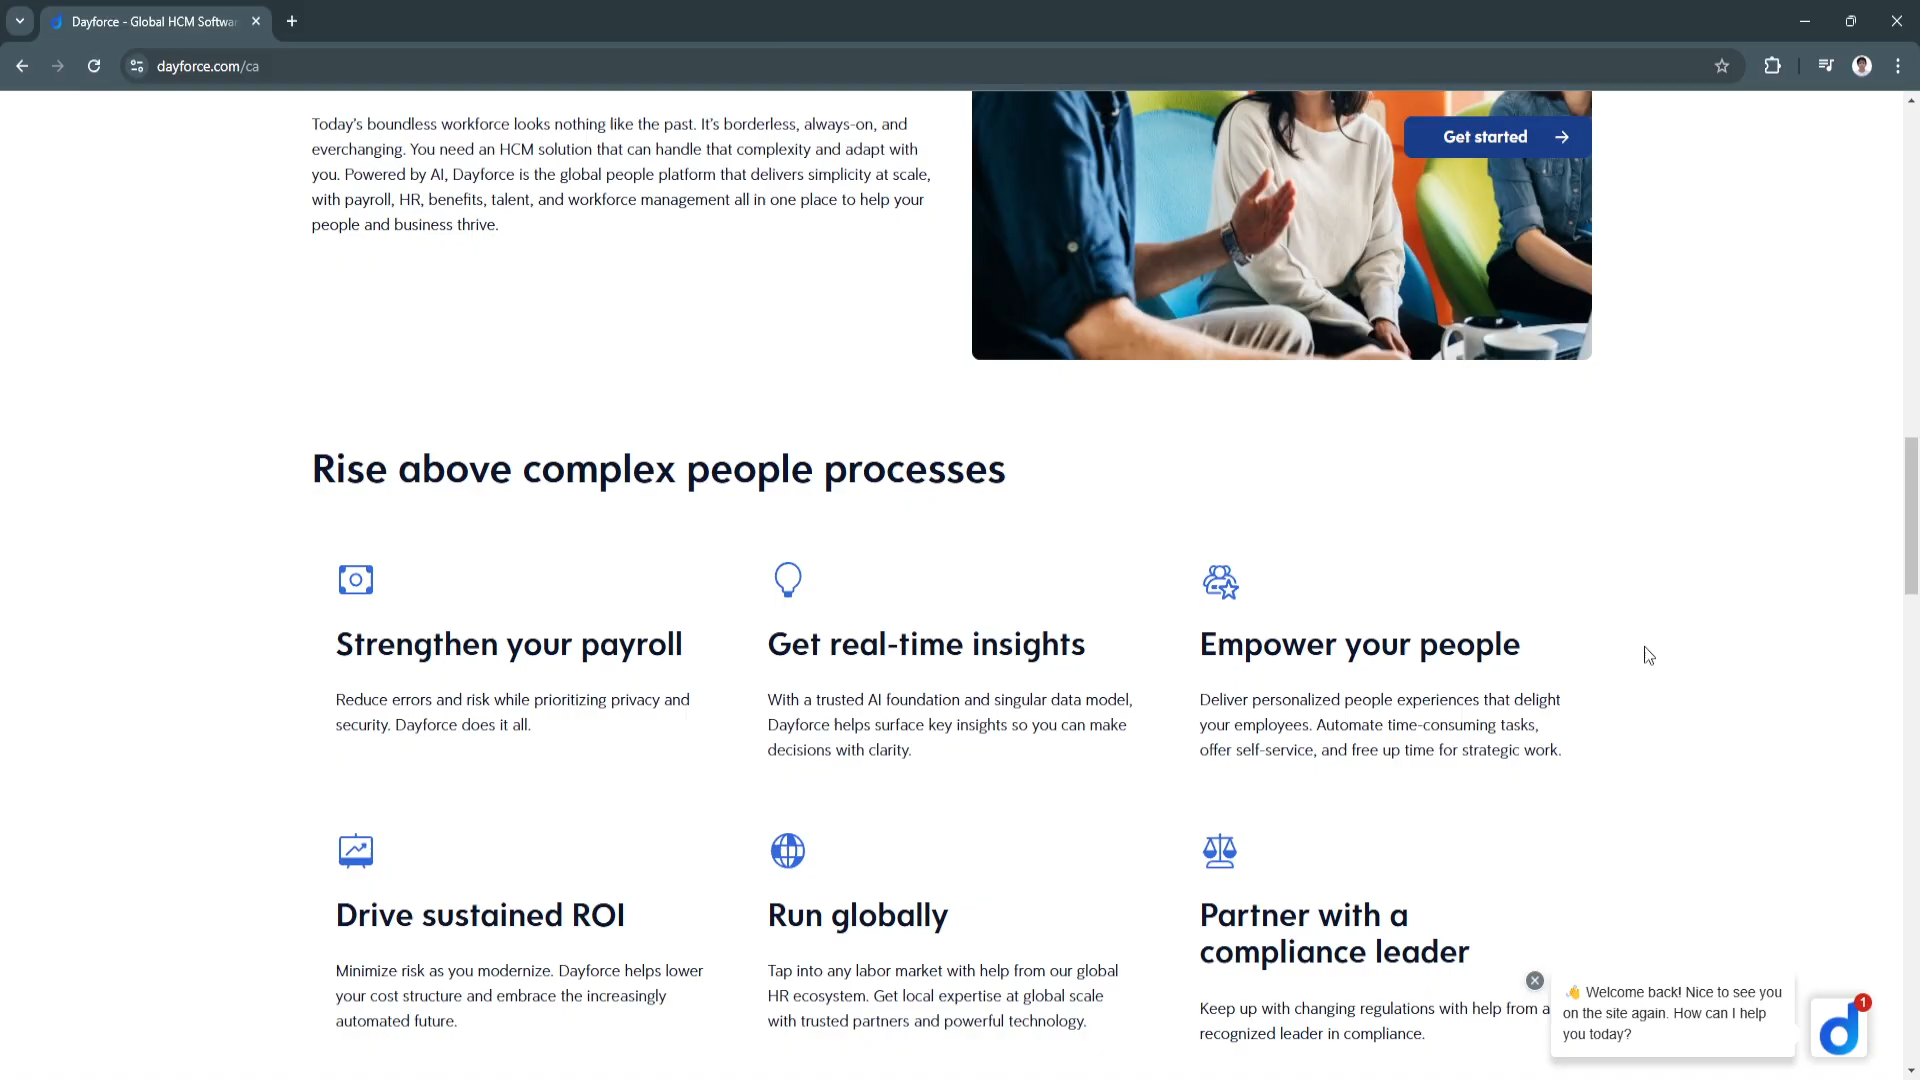 Dayforce - Global HCM Softwar
dayforce.com/ca
Today's boundless workforce looks nothing like the past. It's borderless, always-on, and
everchanging. You need an HCM solution that can handle that complexity and adapt with
you. Powered by AI, Dayforce is the global people platform that delivers simplicity at scale,
with payroll, HR, benefits, talent, and workforce management all in one place to help your
people and business thrive.
Get started
Rise above complex people processes
Strengthen your payroll
Reduce errors and risk while prioritizing privacy and
security. Dayforce does it all.
Get real-time insights
With a trusted AI foundation and singular data model,
Dayforce helps surface key insights so you can make
decisions with clarity.
Empower your people
Deliver personalized people experiences that delight
your employees. Automate time-consuming tasks,
offer self-service, and free up time for strategic work.
Drive sustained ROI
Minimize risk as you modernize. Dayforce helps lower
your cost structure and embrace the increasingly
automated future.
Run globally
Tap into any labor market with help from our global
HR ecosystem. Get local expertise at global scale
with trusted partners and powerful technology.
Partner with a
compliance leader
Keep up with changing regulations with help from a
recognized leader in compliance.
👋 Welcome back! Nice to see you
on the site again. How can I help
you today?
1